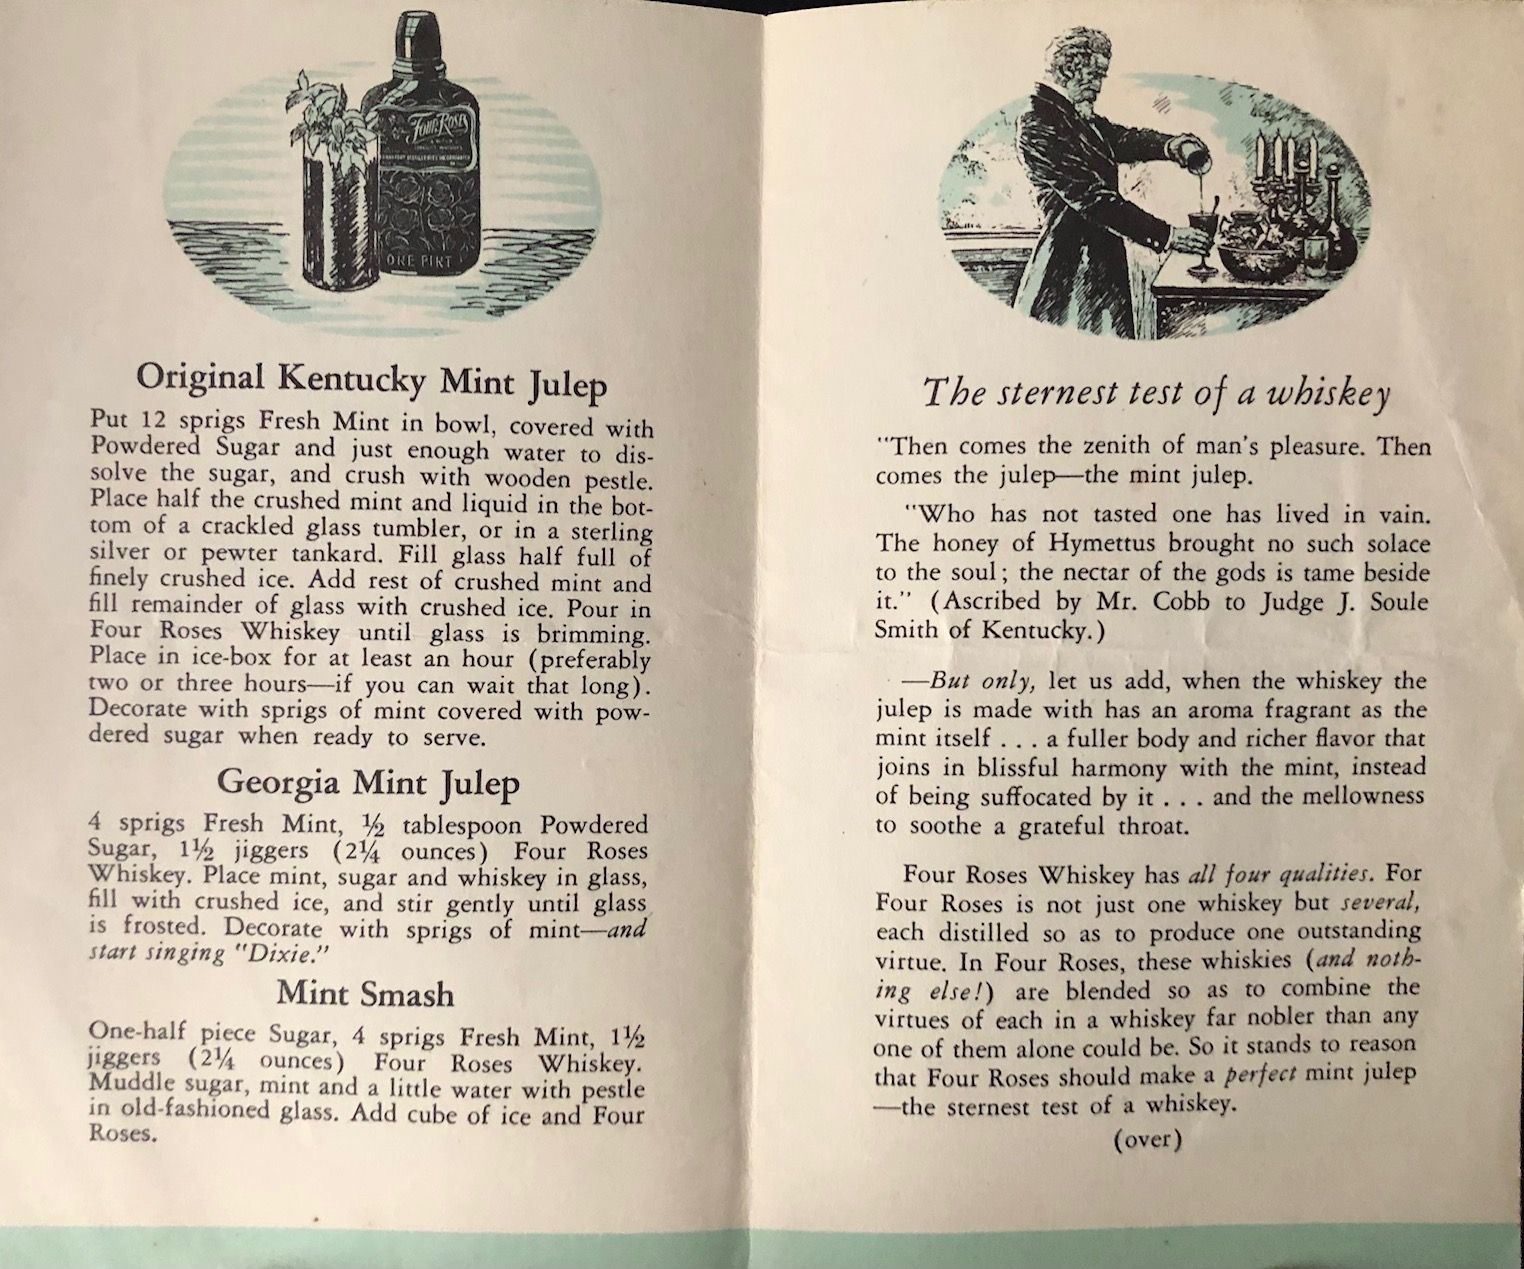 Four Roses
ONE PINT
Original Kentucky Mint Julep
Put 12 sprigs Fresh Mint in bowl, covered with
Powdered Sugar and just enough water to dis-
solve the sugar, and crush with wooden pestle.
Place half the crushed mint and liquid in the bot-
tom of a crackled glass tumbler, or in a sterling
silver or pewter tankard. Fill glass half full of
finely crushed ice. Add rest of crushed mint and
fill remainder of glass with crushed ice. Pour in
Four Roses Whiskey until glass is brimming.
Place in ice-box for at least an hour (preferably
two or three hours—if you can wait that long).
Decorate with sprigs of mint covered with pow-
dered sugar when ready to serve.
Georgia Mint Julep
4 sprigs Fresh Mint, ½ tablespoon Powdered
Sugar, 1½ jiggers (2¼ ounces) Four Roses
Whiskey. Place mint, sugar and whiskey in glass,
fill with crushed ice, and stir gently until glass
is frosted. Decorate with sprigs of mint—and
start singing "Dixie."
Mint Smash
One-half piece Sugar, 4 sprigs Fresh Mint, 1½
jiggers (2¼ ounces) Four Roses Whiskey.
Muddle sugar, mint and a little water with pestle
in old-fashioned glass. Add cube of ice and Four
Roses.
The sternest test of a whiskey
"Then comes the zenith of man's pleasure. Then
comes the julep—the mint julep.
"Who has not tasted one has lived in vain.
The honey of Hymettus brought no such solace
to the soul; the nectar of the gods is tame beside
it." (Ascribed by Mr. Cobb to Judge J. Soule
Smith of Kentucky.)
—But only, let us add, when the whiskey the
julep is made with has an aroma fragrant as the
mint itself . . . a fuller body and richer flavor that
joins in blissful harmony with the mint, instead
of being suffocated by it . . . and the mellowness
to soothe a grateful throat.
Four Roses Whiskey has all four qualities. For
Four Roses is not just one whiskey but several,
each distilled so as to produce one outstanding
virtue. In Four Roses, these whiskies (and noth-
ing else!) are blended so as to combine the
virtues of each in a whiskey far nobler than any
one of them alone could be. So it stands to reason
that Four Roses should make a perfect mint julep
—the sternest test of a whiskey.
(over)